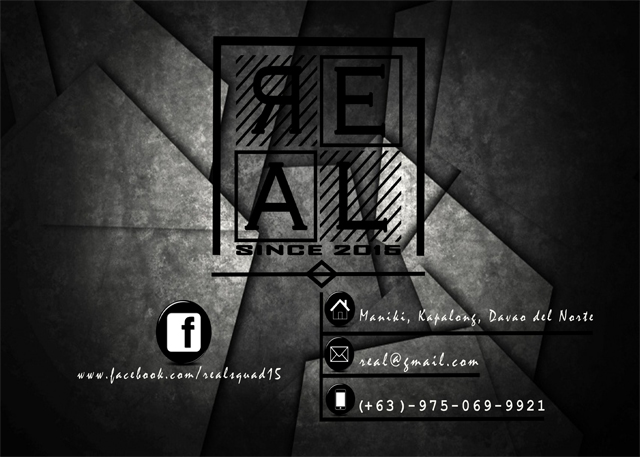 ЯE
AL
SINCE 2016
Maniki, Kapalong, Davao del Norte
f
real@gmail.com
www.facebook.com/realsquad15
(+63)-975-069-9921